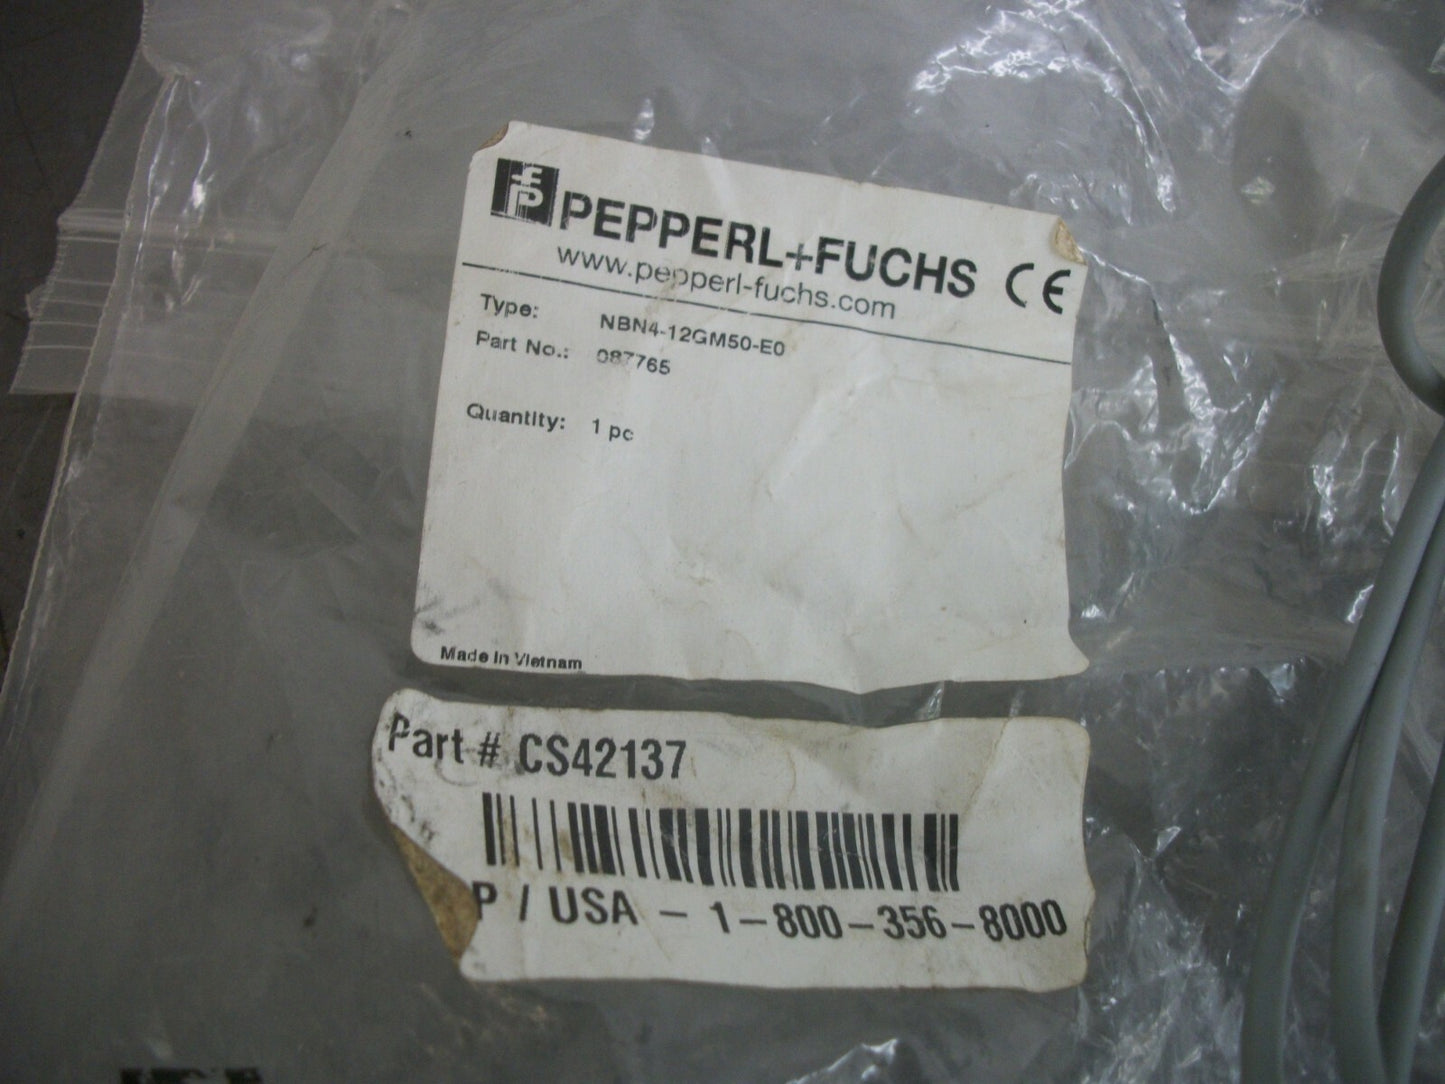 PEPPERL+FUCHS CE
www.pepperl-fuchs.com
Type: NBN4-12GM50-E0
Part No.: 087765
Quantity: 1 pc
Made in Vietnam
Part # CS42137
P / USA - 1-800-356-8000